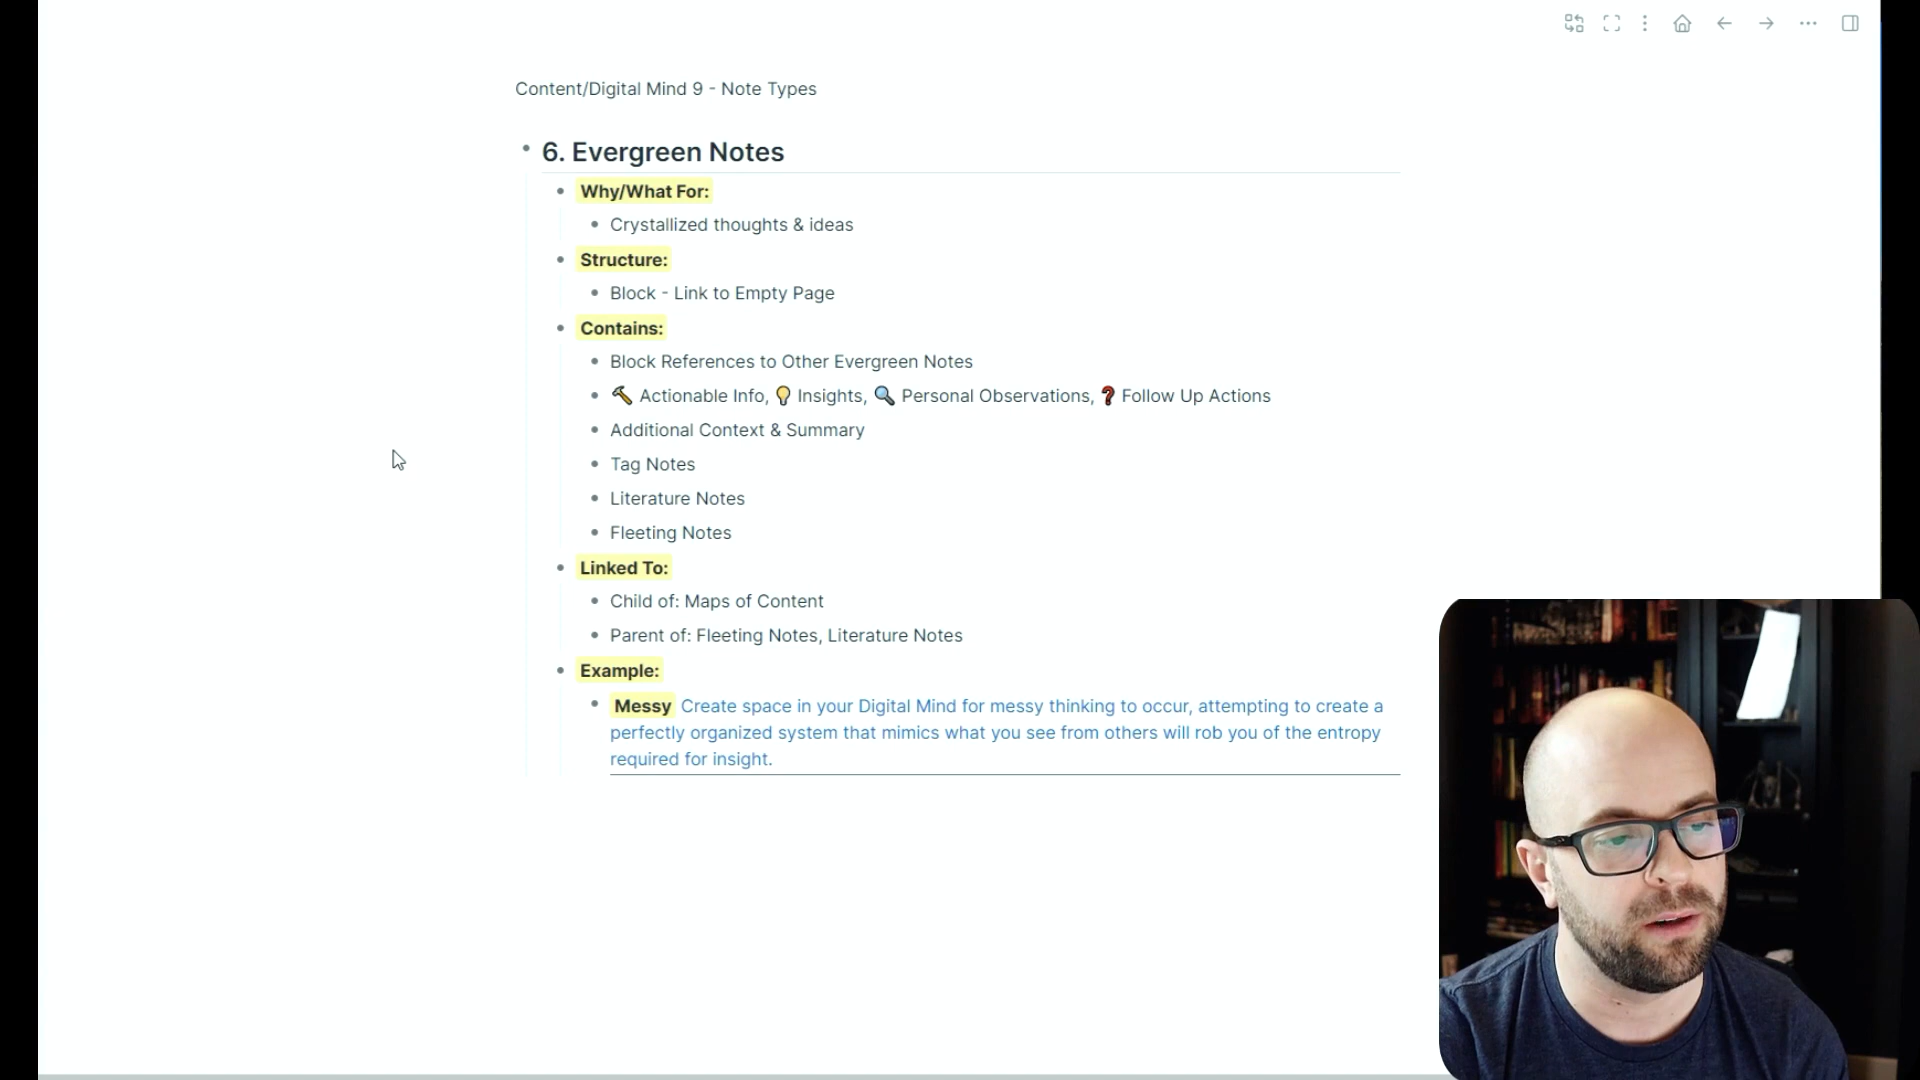 Content/Digital Mind 9 - Note Types
6. Evergreen Notes
Why/What For:
Crystallized thoughts & ideas
Structure:
Block - Link to Empty Page
Contains:
Block References to Other Evergreen Notes
🔨 Actionable Info, 💡 Insights, 🔍 Personal Observations, ❓ Follow Up Actions
Additional Context & Summary
Tag Notes
Literature Notes
Fleeting Notes
Linked To:
Child of: Maps of Content
Parent of: Fleeting Notes, Literature Notes
Example:
Messy Create space in your Digital Mind for messy thinking to occur, attempting to create a
perfectly organized system that mimics what you see from others will rob you of the entropy
required for insight.